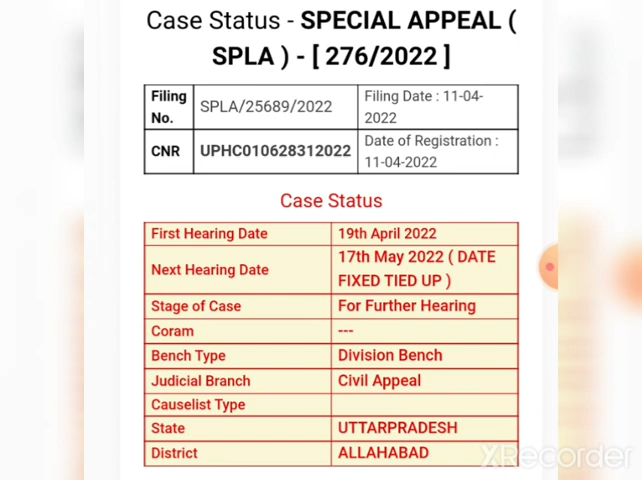 Case Status - SPECIAL APPEAL (
SPLA ) - [ 276/2022 ]
Filing No. SPLA/25689/2022 Filing Date : 11-04-2022
CNR UPHC010628312022 Date of Registration : 11-04-2022
Case Status
First Hearing Date 19th April 2022
Next Hearing Date 17th May 2022 ( DATE FIXED TIED UP )
Stage of Case For Further Hearing
Coram ---
Bench Type Division Bench
Judicial Branch Civil Appeal
Causelist Type
State UTTARPRADESH
District ALLAHABAD
XRecorder